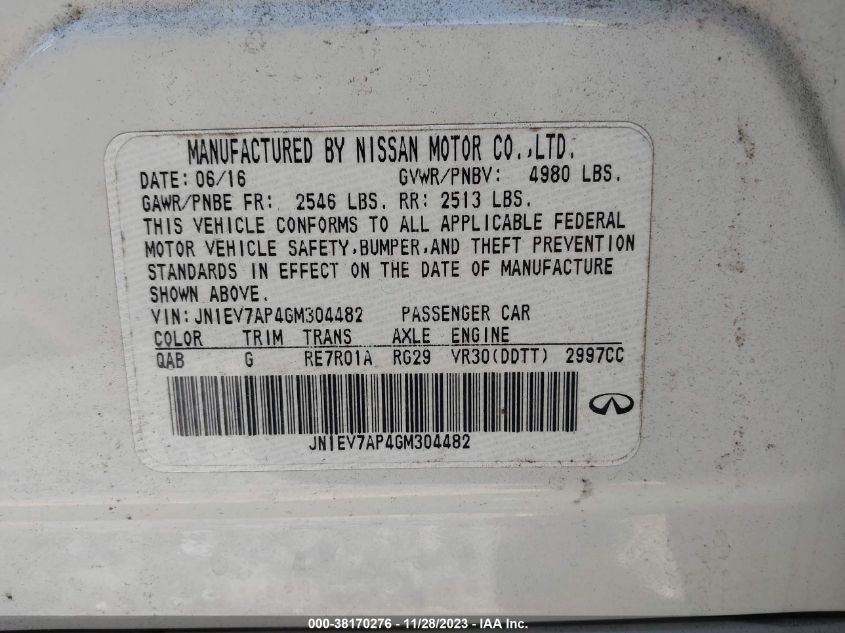 MANUFACTURED BY NISSAN MOTOR CO.,LTD.
DATE: 06/16 GVWR/PNBV: 4980 LBS.
GAWR/PNBE FR: 2546 LBS. RR: 2513 LBS.
THIS VEHICLE CONFORMS TO ALL APPLICABLE FEDERAL
MOTOR VEHICLE SAFETY,BUMPER,AND THEFT PREVENTION
STANDARDS IN EFFECT ON THE DATE OF MANUFACTURE
SHOWN ABOVE.
VIN: JN1EV7AP4GM304482 PASSENGER CAR
COLOR TRIM TRANS AXLE ENGINE
QAB G RE7R01A RG29 VR30(DDTT) 2997CC
JN1EV7AP4GM304482
000-38170276 - 11/28/2023 - IAA Inc.